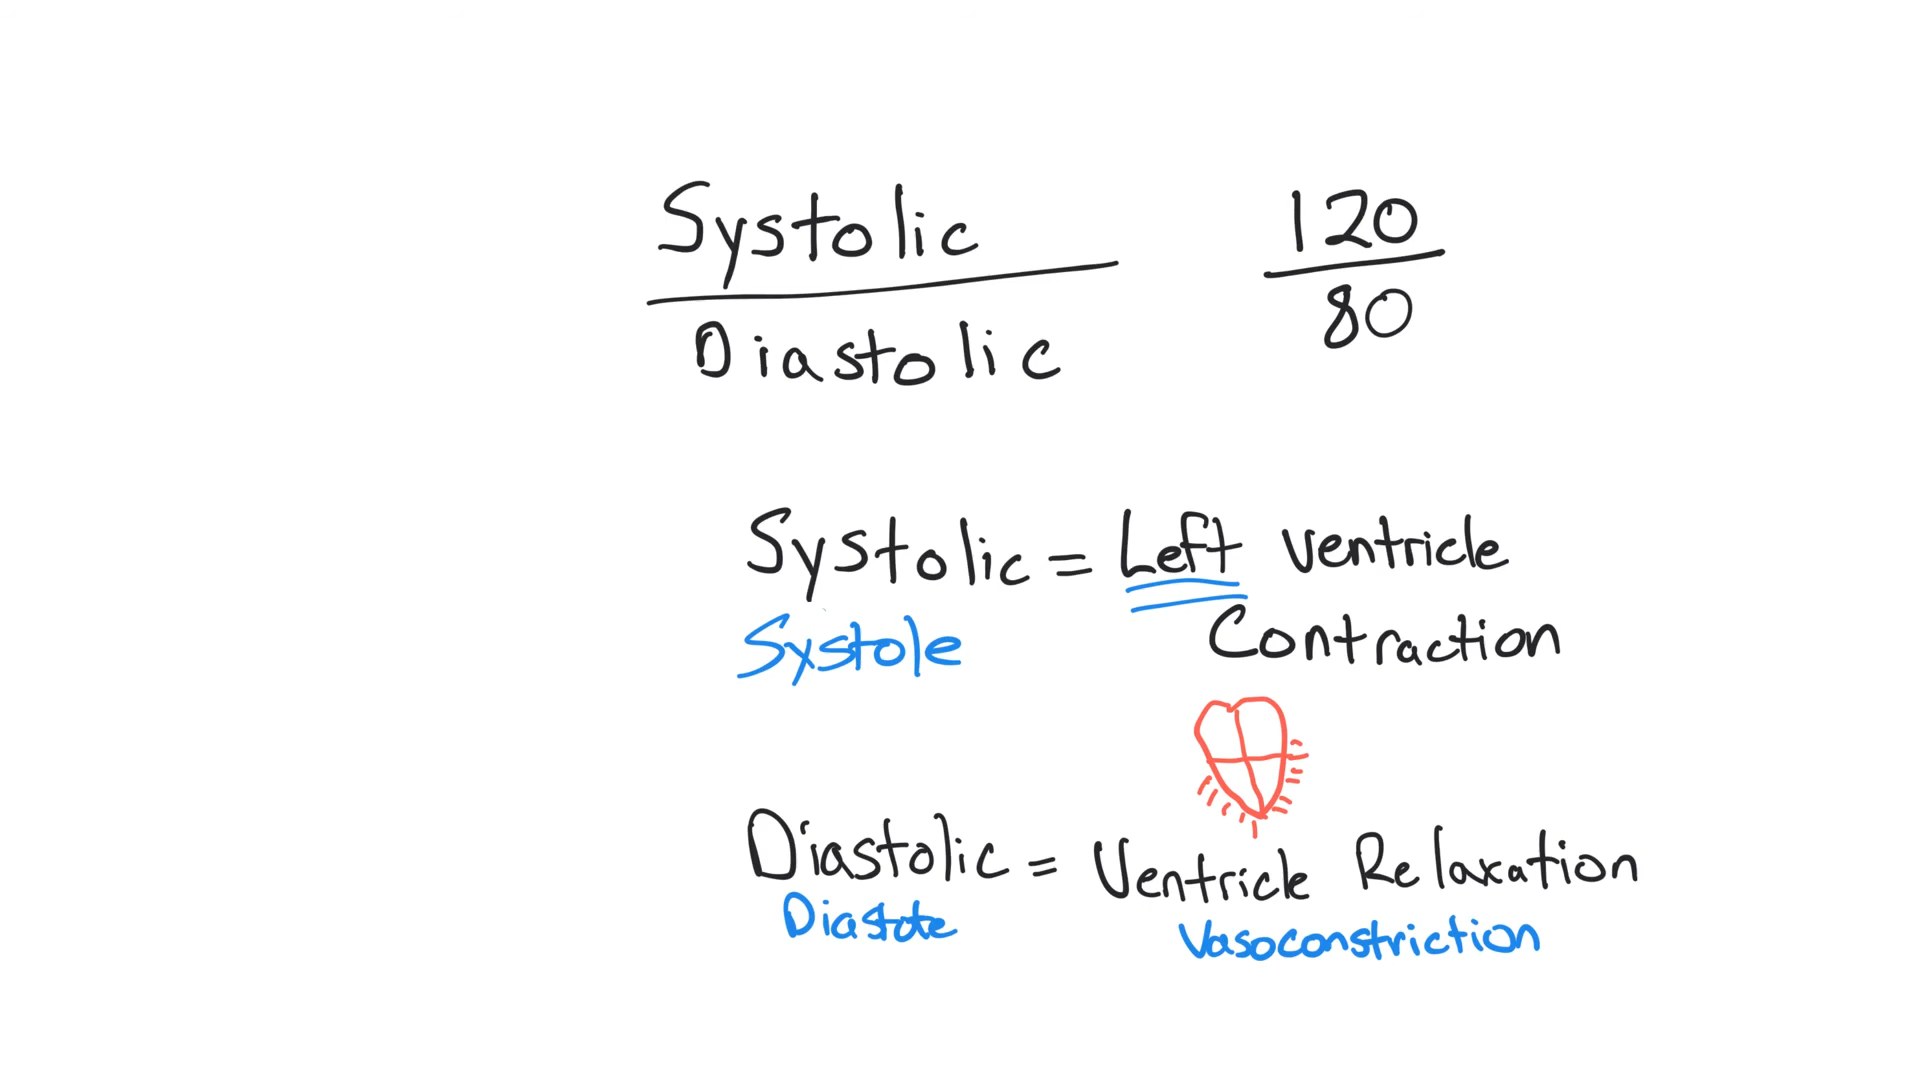 Systolic 120
Diastolic 80
Systolic = Left ventricle
Systole Contraction
Diastolic = Ventricle Relaxation
Diastole Vasoconstriction